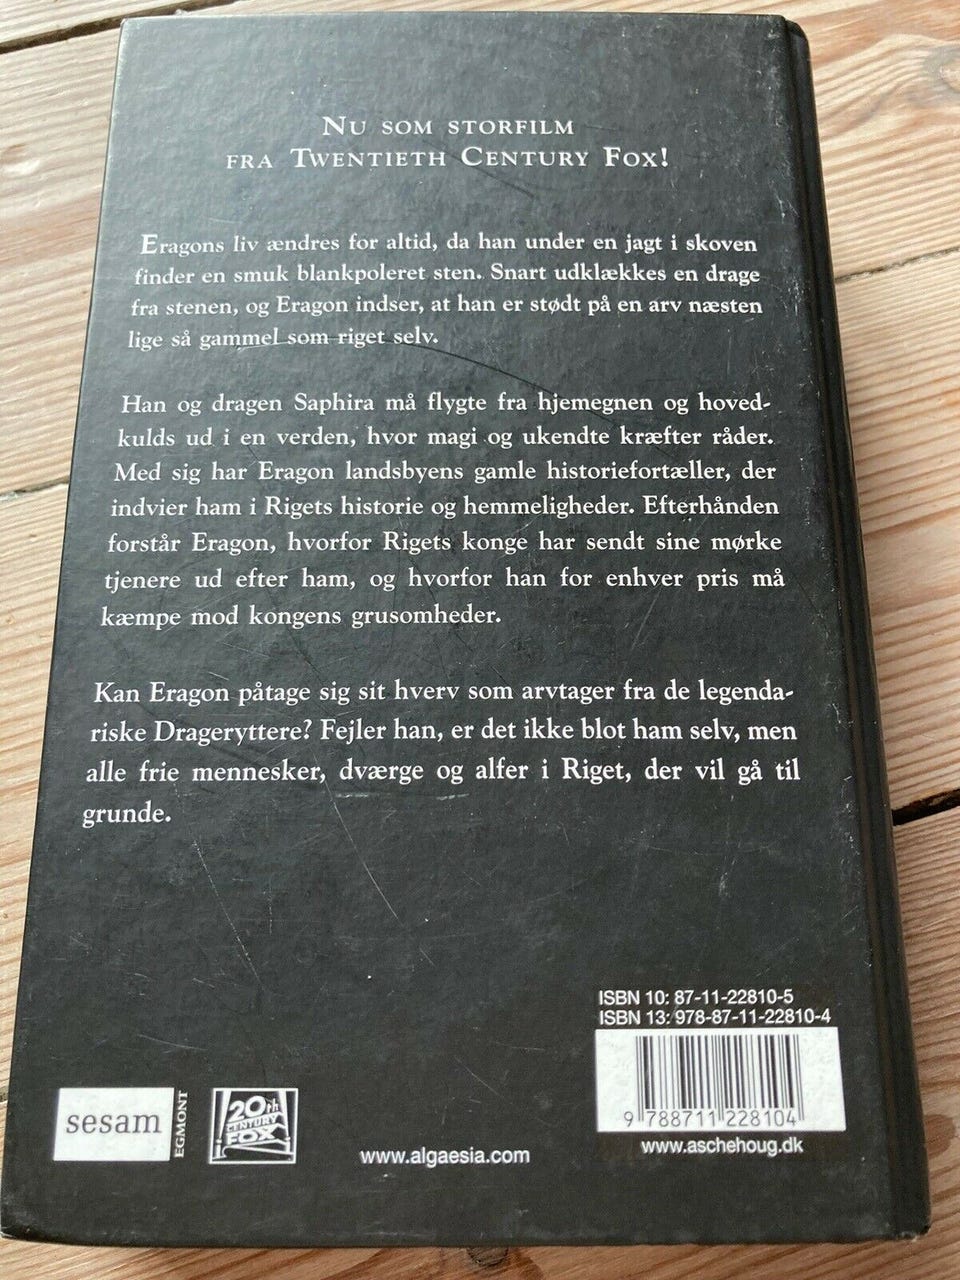 NU SOM STORFILM
FRA TWENTIETH CENTURY FOX!
Eragons liv ændres for altid, da han under en jagt i skoven
finder en smuk blankpoleret sten. Snart udklækkes en drage
fra stenen, og Eragon indser, at han er stødt på en arv næsten
lige så gammel som riget selv.
Han og dragen Saphira må flygte fra hjemegnen og hoved-
kulds ud i en verden, hvor magi og ukendte kræfter råder.
Med sig har Eragon landsbyens gamle historiefortæller, der
indvier ham i Rigets historie og hemmeligheder. Efterhånden
forstår Eragon, hvorfor Rigets konge har sendt sine mørke
tjenere ud efter ham, og hvorfor han for enhver pris må
kæmpe mod kongens grusomheder.
Kan Eragon påtage sig sit hverv som arvtager fra de legenda-
riske Drageryttere? Fejler han, er det ikke blot ham selv, men
alle frie mennesker, dværge og alfer i Riget, der vil gå til
grunde.
ISBN 10: 87-11-22810-5
ISBN 13: 978-87-11-22810-4
9 788711 228104
www.aschehoug.dk
sesam
EGMONT
20th
CENTURY
FOX
www.algaesia.com